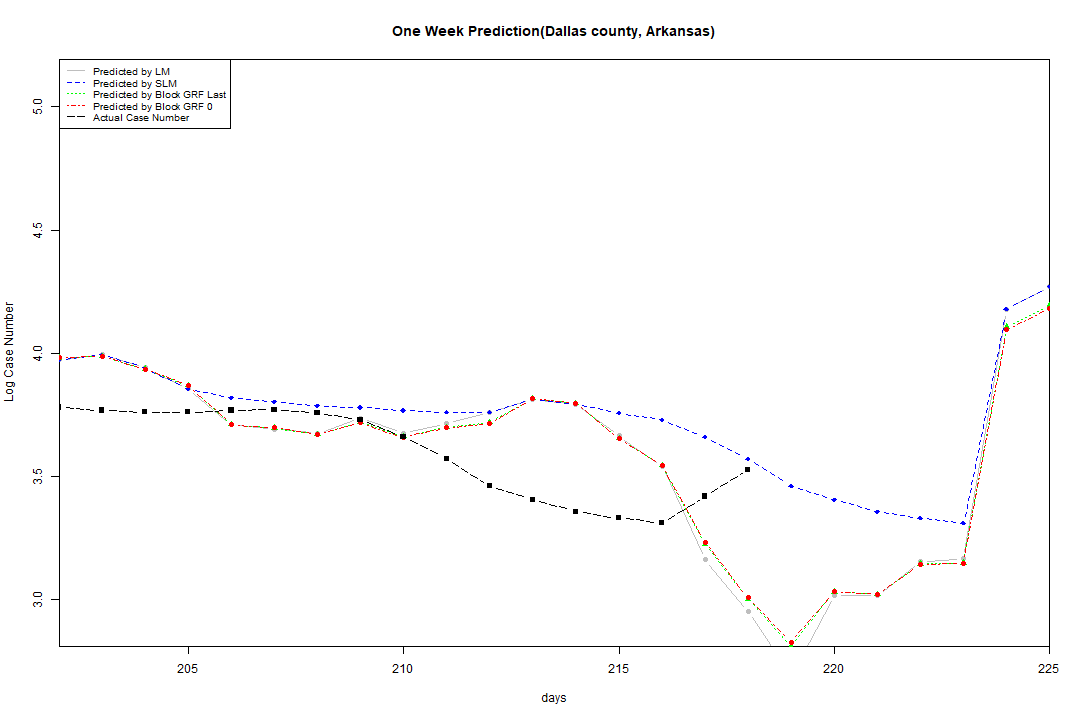 One Week Prediction(Dallas county, Arkansas)
Predicted by LM
Predicted by SLM
Predicted by Block GRF Last
Predicted by Block GRF 0
Actual Case Number
5.0
4.5
4.0
3.5
3.0
Log Case Number
205 210 215 220 225
days